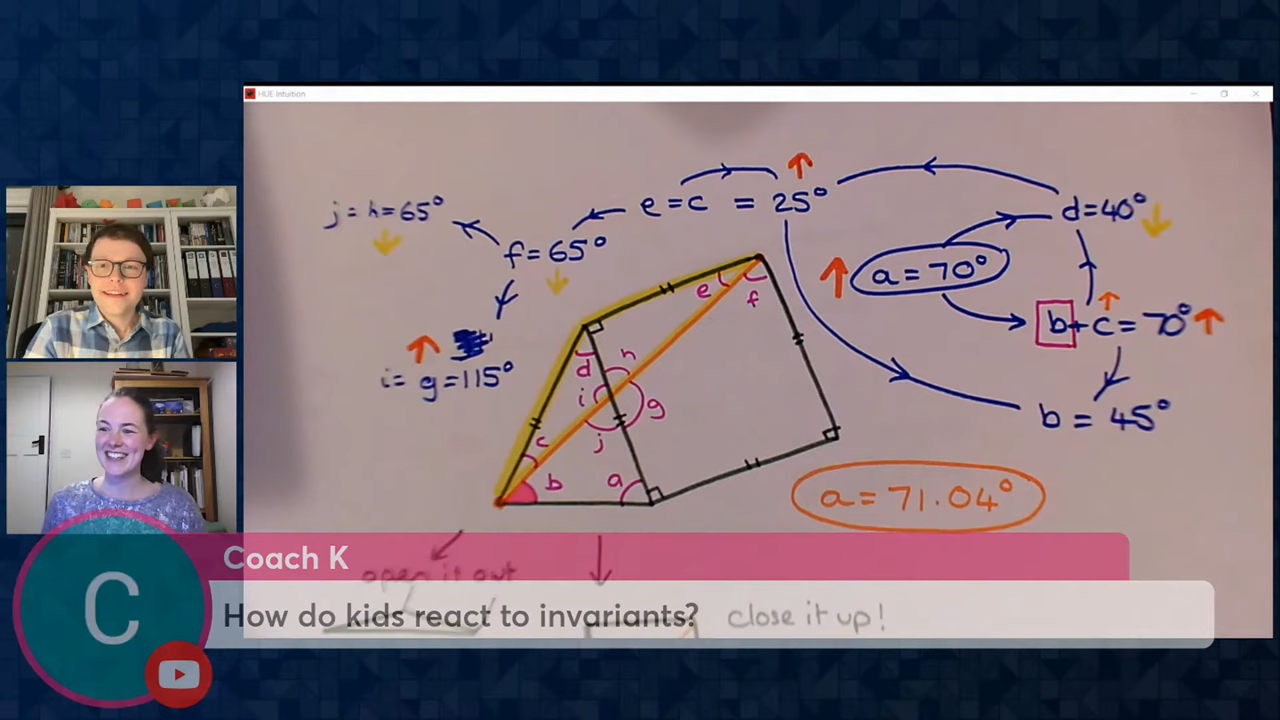 HUE Intuition
j = h = 65°
e = c = 25°
d = 40°
f = 65°
a = 70°
b + c = 70°
i = g = 115°
b = 45°
a = 71.04°
e
f
d
h
i
g
j
c
b
a
open it out
close it up!
C
Coach K
How do kids react to invariants?